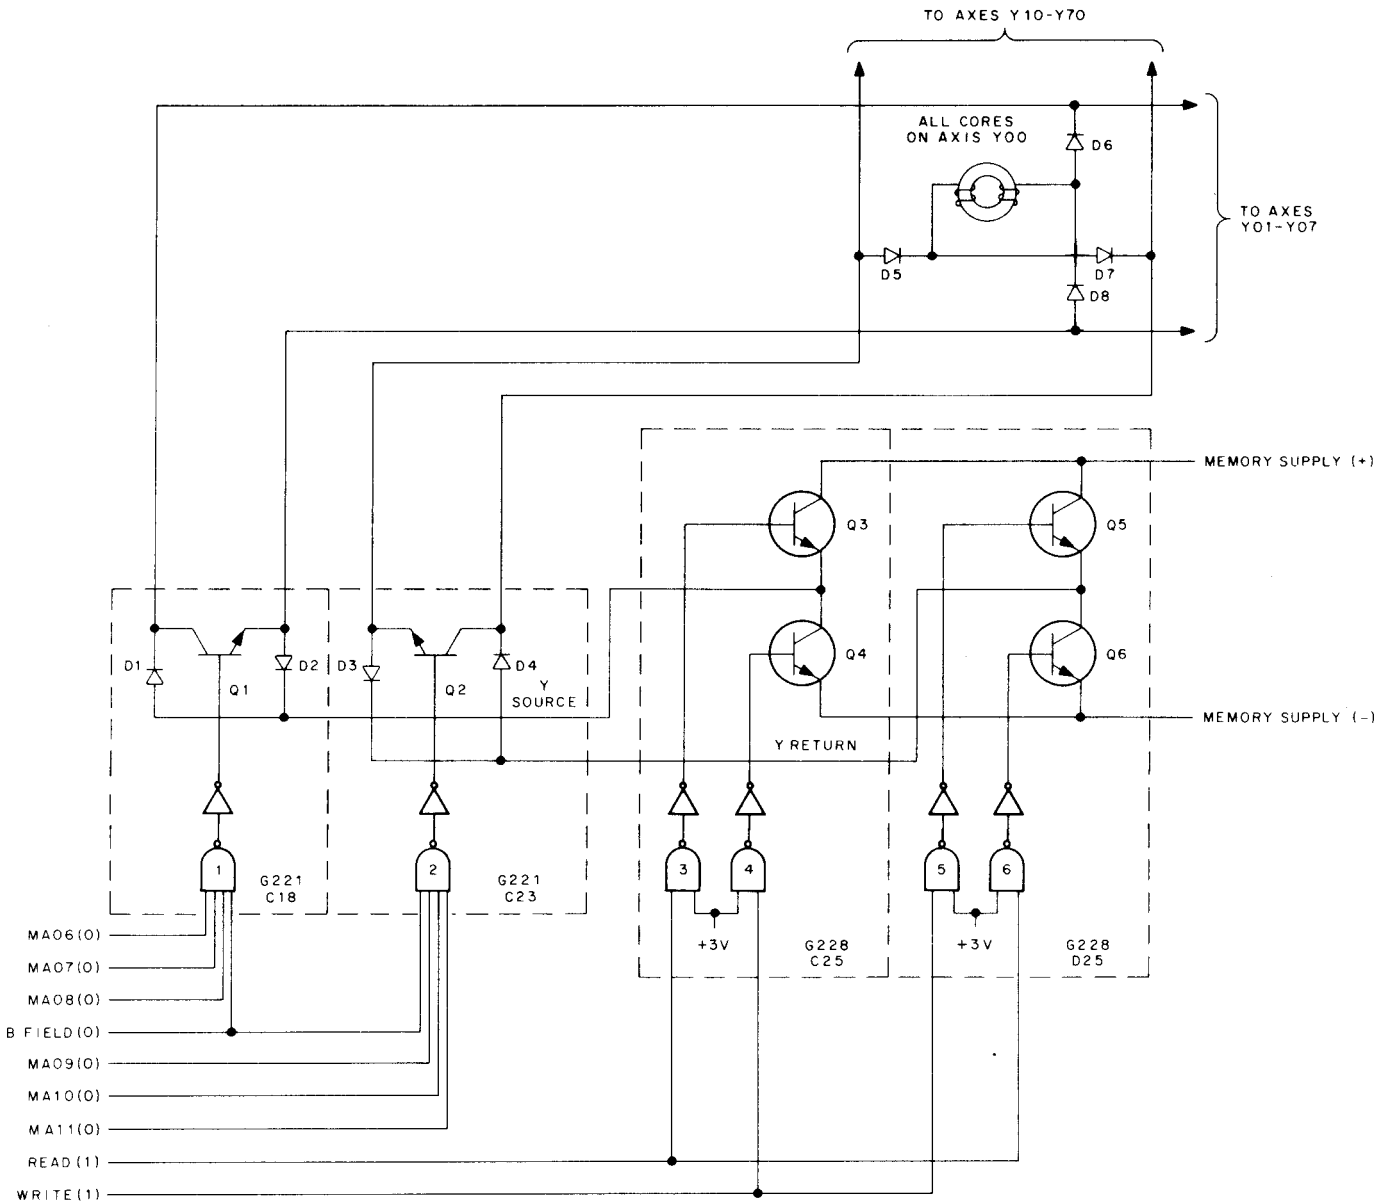 TO AXES Y10-Y70
ALL CORES
ON AXIS Y00
D6
TO AXES
Y01-Y07
D5
D7
D8
MEMORY SUPPLY (+)
Q3
Q5
D1
Q1
D2
D3
Q2
D4
Y
SOURCE
Q4
Q6
MEMORY SUPPLY (-)
Y RETURN
1
G221
C18
2
G221
C23
3
4
+3V
G228
C25
5
6
+3V
G228
D25
MA06(0)
MA07(0)
MA08(0)
B FIELD(0)
MA09(0)
MA10(0)
MA11(0)
READ(1)
WRITE(1)